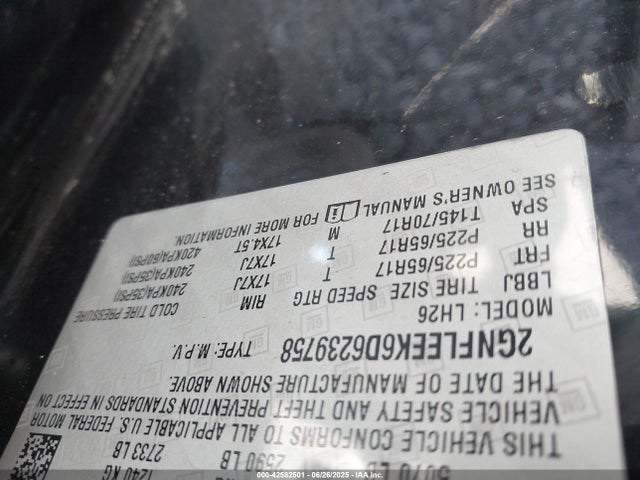 1240 KG
5070 LB 2590 LB 2733 LB
THIS VEHICLE CONFORMS TO ALL APPLICABLE U.S. FEDERAL MOTOR
VEHICLE SAFETY AND THEFT PREVENTION STANDARDS IN EFFECT ON
THE DATE OF MANUFACTURE SHOWN ABOVE.
2GNFLEEK6D6239758 TYPE: M.P.V.
MODEL: LH26
LBBJ TIRE SIZE SPEED RTG RIM COLD TIRE PRESSURE
FRT P225/65R17 T 17X7J 240KPA(35PSI)
RR P225/65R17 T 17X7J 240KPA(35PSI)
SPA T145/70R17 M 17X4.5T 420KPA(60PSI)
SEE OWNER'S MANUAL i FOR MORE INFORMATION.
000-42582501 - 06/26/2025 - IAA Inc.